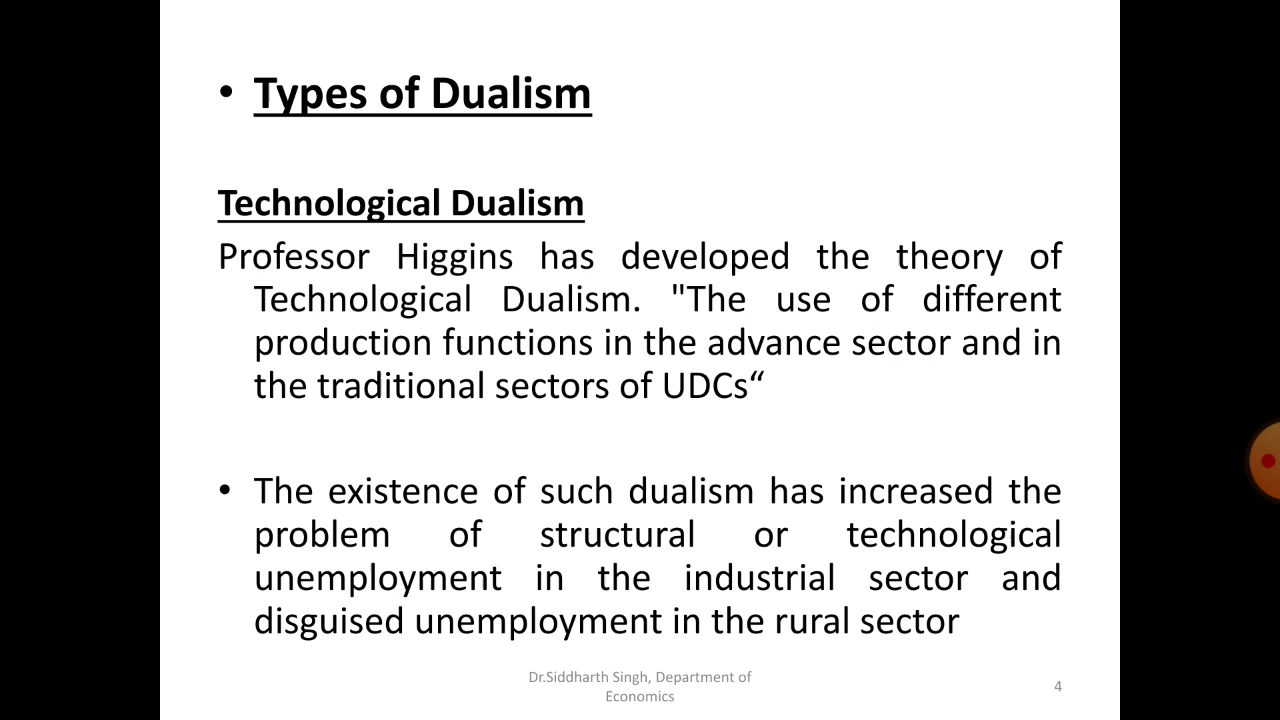 • Types of Dualism
Technological Dualism
Professor Higgins has developed the theory of
Technological Dualism. "The use of different
production functions in the advance sector and in
the traditional sectors of UDCs“
• The existence of such dualism has increased the
problem of structural or technological
unemployment in the industrial sector and
disguised unemployment in the rural sector
Dr.Siddharth Singh, Department of
Economics
4